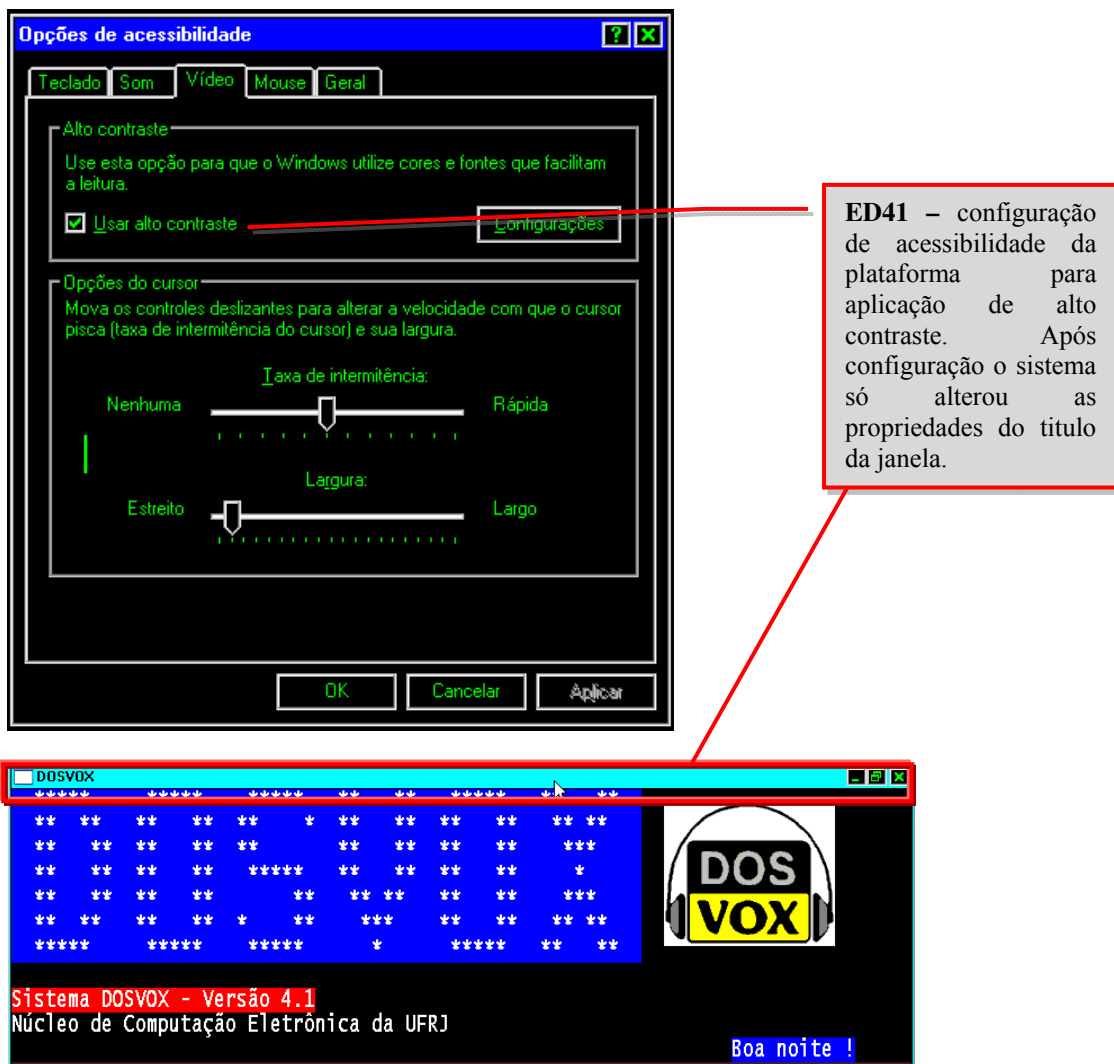 Opções de acessibilidade
Teclado Som Vídeo Mouse Geral
Alto contraste
Use esta opção para que o Windows utilize cores e fontes que facilitam
a leitura.
Usar alto contraste
Configurações
Opções do cursor
Mova os controles deslizantes para alterar a velocidade com que o cursor
pisca (taxa de intermitência do cursor) e sua largura.
Taxa de intermitência:
Nenhuma Rápida
Largura:
Estreito Largo
OK Cancelar Aplicar
ED41 – configuração
de acessibilidade da
plataforma para
aplicação de alto
contraste. Após
configuração o sistema
só alterou as
propriedades do titulo
da janela.
DOSVOX
DOSVOX
DOS
VOX
Sistema DOSVOX - Versão 4.1
Núcleo de Computação Eletrônica da UFRJ
Boa noite !